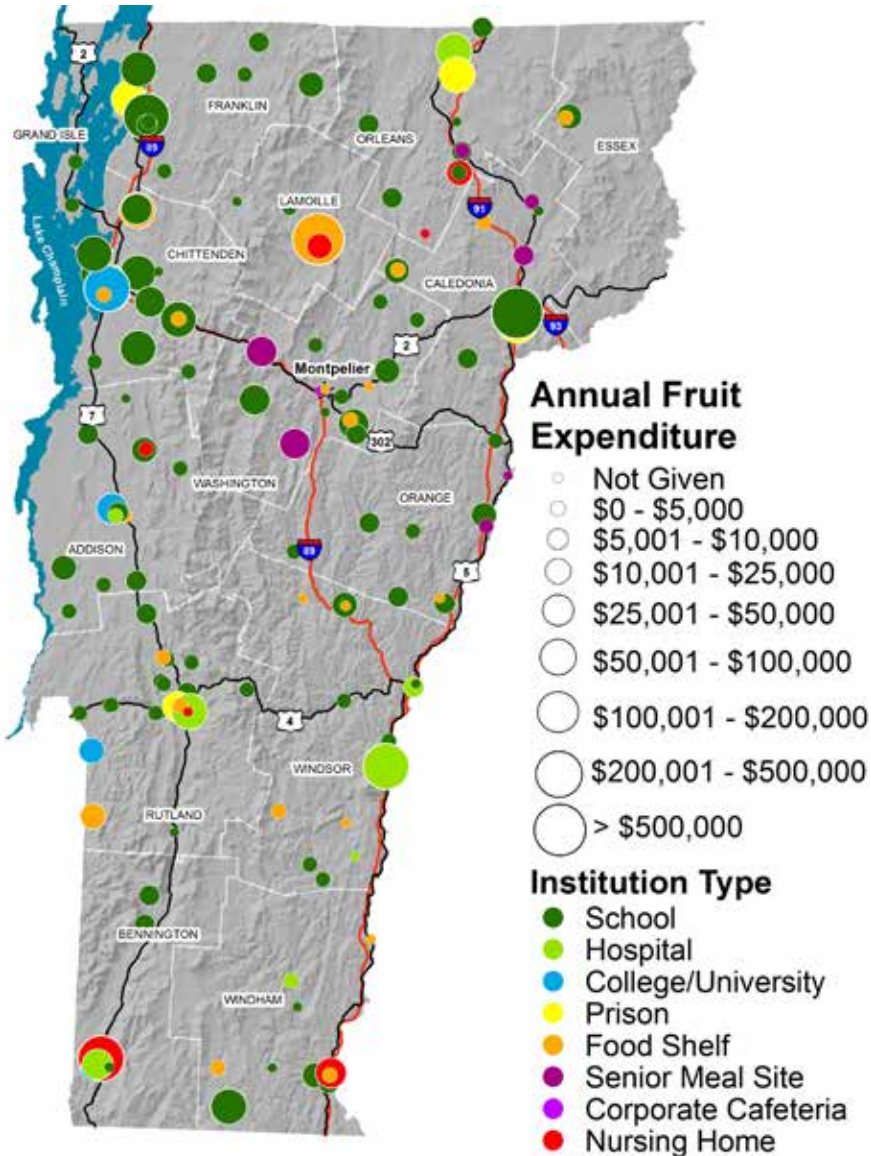 2
FRANKLIN
GRAND ISLE
ORLEANS
ESSEX
89
LAMOILLE
91
Lake Champlain
CHITTENDEN
CALEDONIA
93
2
Montpelier
7
302
WASHINGTON
ORANGE
ADDISON
89
5
4
WINDSOR
RUTLAND
BENNINGTON
WINDHAM
Annual Fruit
Expenditure
Not Given
$0 - $5,000
$5,001 - $10,000
$10,001 - $25,000
$25,001 - $50,000
$50,001 - $100,000
$100,001 - $200,000
$200,001 - $500,000
> $500,000
Institution Type
School
Hospital
College/University
Prison
Food Shelf
Senior Meal Site
Corporate Cafeteria
Nursing Home